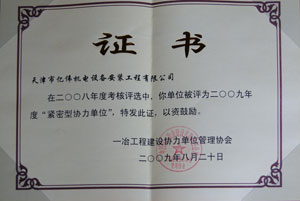 证 书
天津市亿伟机电设备安装工程有限公司
在二〇〇八年度考核评选中，你单位被评为二〇〇九年
度“紧密型协力单位”，特发此证，以资鼓励。
一冶工程建设协力单位管理协会
二〇〇九年八月二十日